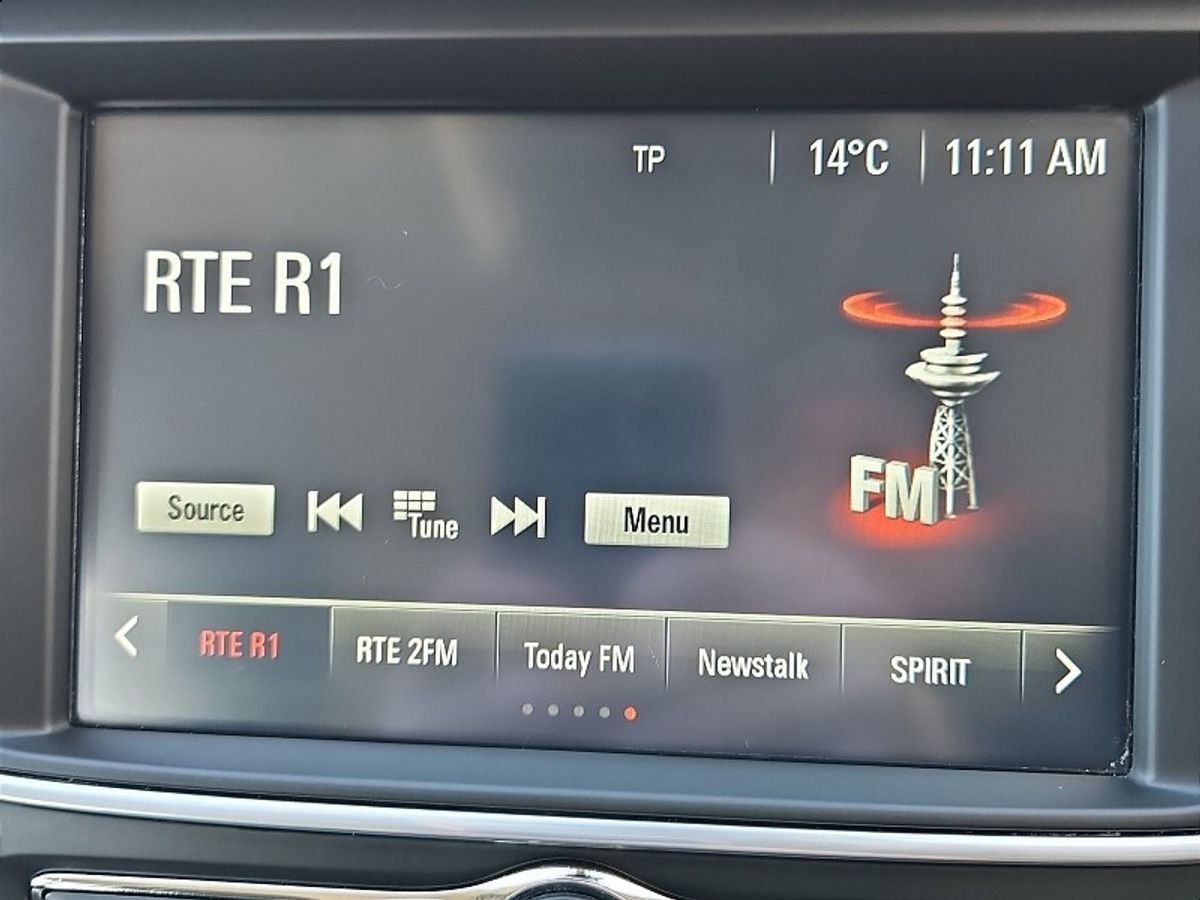 TP 14°C 11:11 AM
RTE R1
FM
Source Tune Menu
RTE R1 RTE 2FM Today FM Newstalk SPIRIT